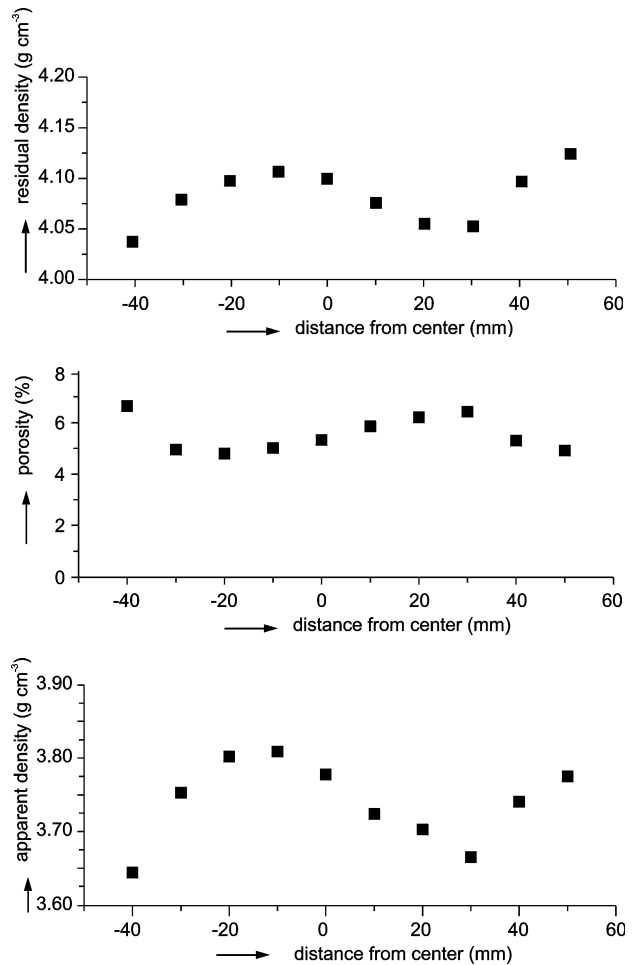 residual density (g cm⁻³)
4.20
4.15
4.10
4.05
4.00
-40 -20 0 20 40 60
distance from center (mm)
porosity (%)
8
6
4
2
0
-40 -20 0 20 40 60
distance from center (mm)
apparent density (g cm⁻³)
3.90
3.80
3.70
3.60
-40 -20 0 20 40 60
distance from center (mm)